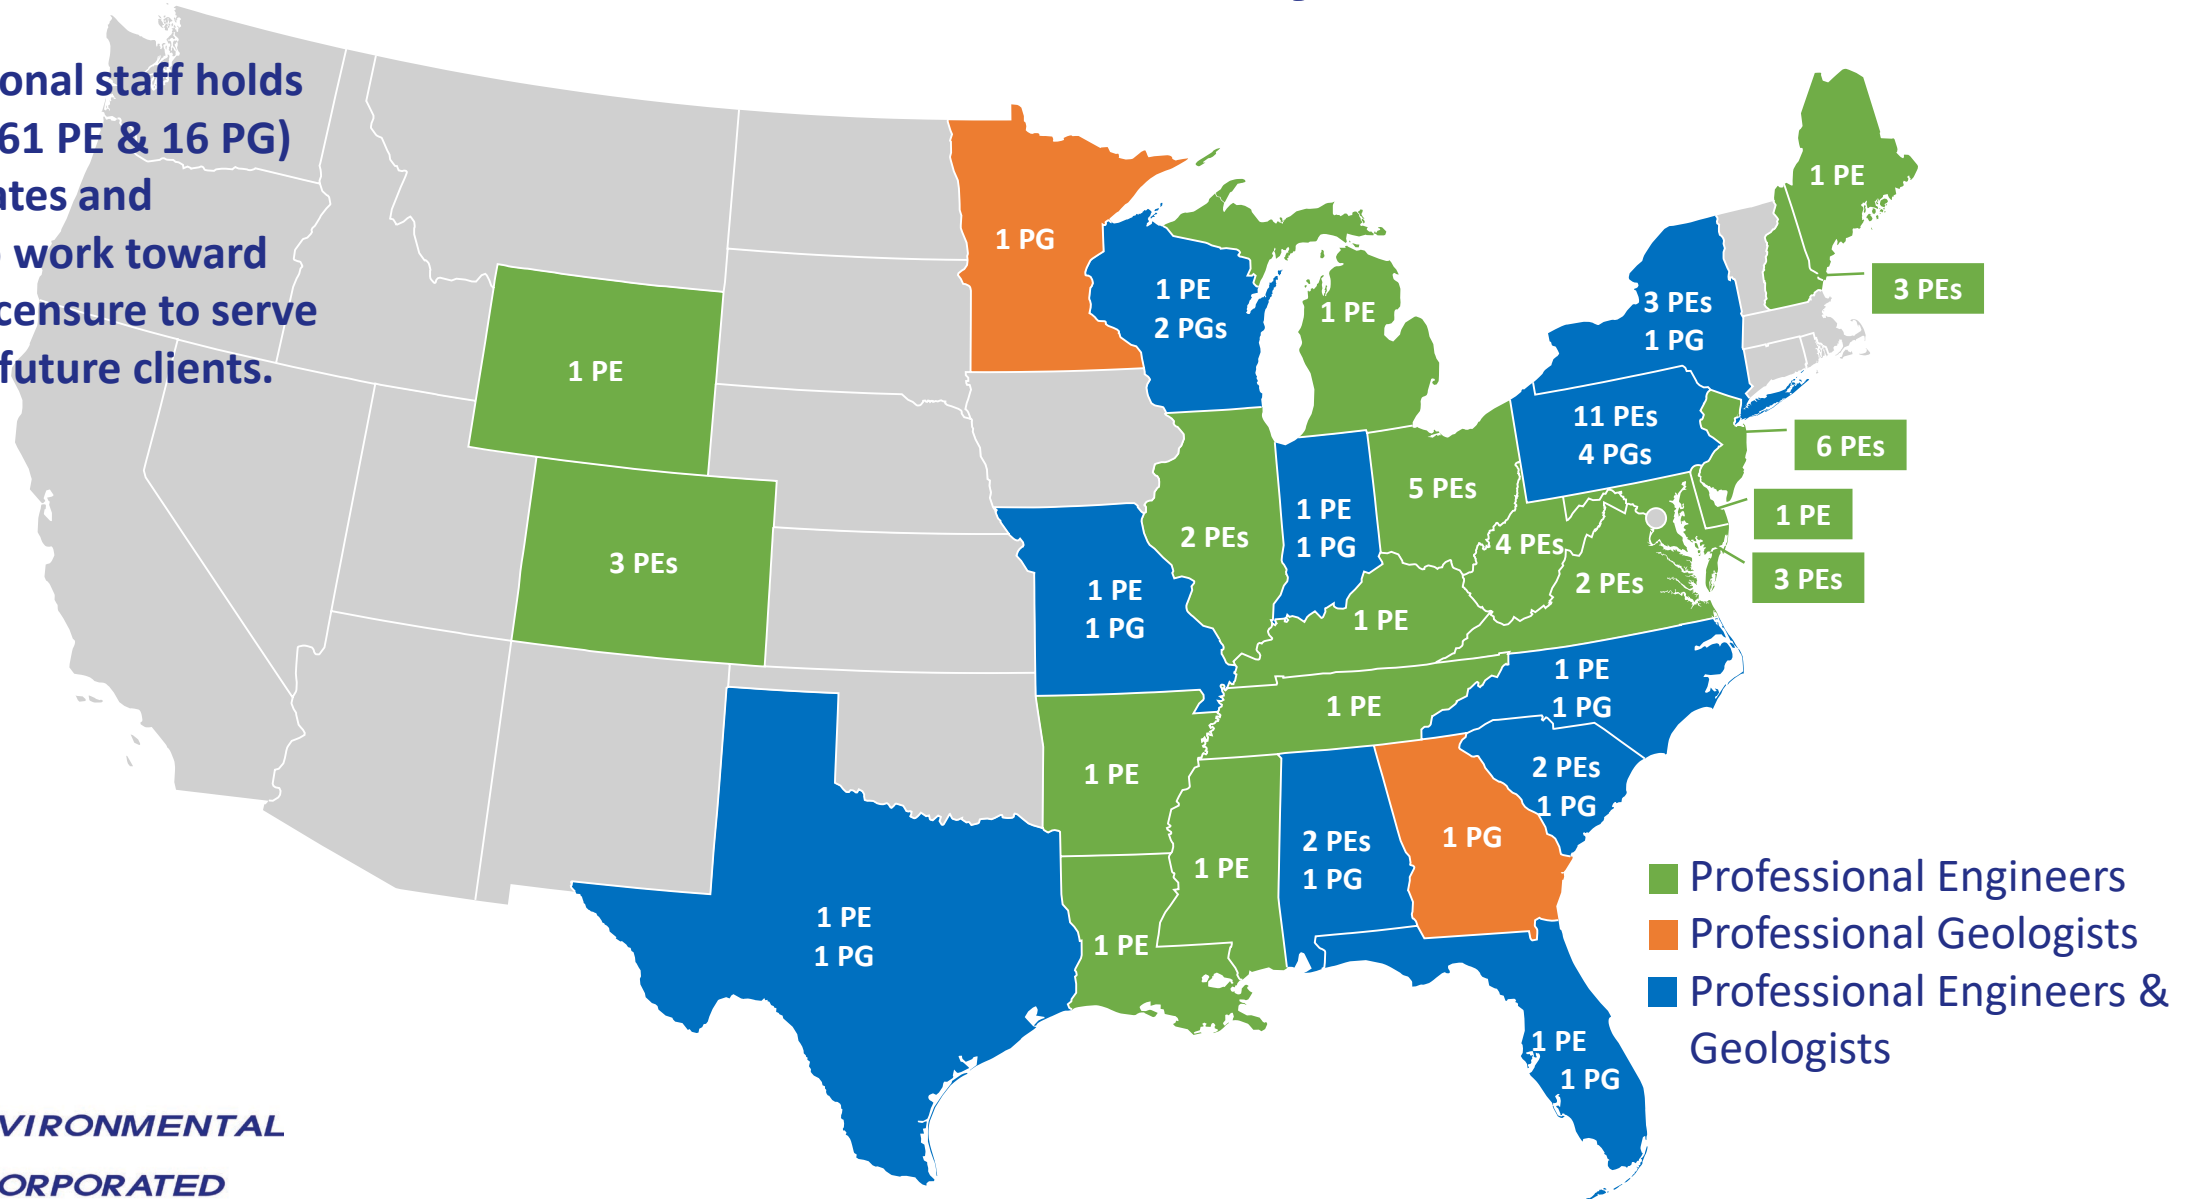 onal staff holds
61 PE & 16 PG)
ates and
work toward
censure to serve
future clients.
1 PE
3 PEs
1 PG
1 PE
2 PGs
1 PE
3 PEs
1 PG
1 PE
3 PEs
11 PEs
4 PGs
6 PEs
1 PE
3 PEs
5 PEs
4 PEs
2 PEs
2 PEs
1 PE
1 PG
1 PE
1 PG
1 PE
1 PE
1 PE
1 PG
2 PEs
1 PG
1 PE
1 PE
1 PE
2 PEs
1 PG
1 PG
1 PE
1 PG
1 PE
1 PG
Professional Engineers
Professional Geologists
Professional Engineers &
Geologists
VIRONMENTAL
ORPORATED